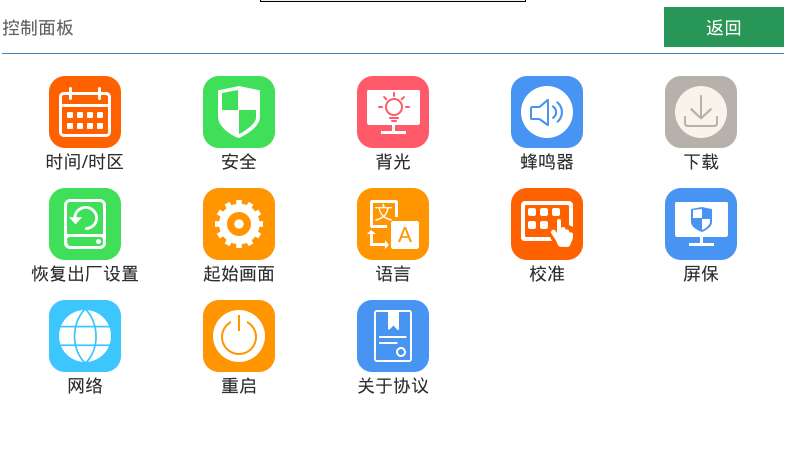 控制面板
返回
时间/时区
安全
背光
蜂鸣器
下载
恢复出厂设置
起始画面
文
A
语言
校准
屏保
网络
重启
关于协议